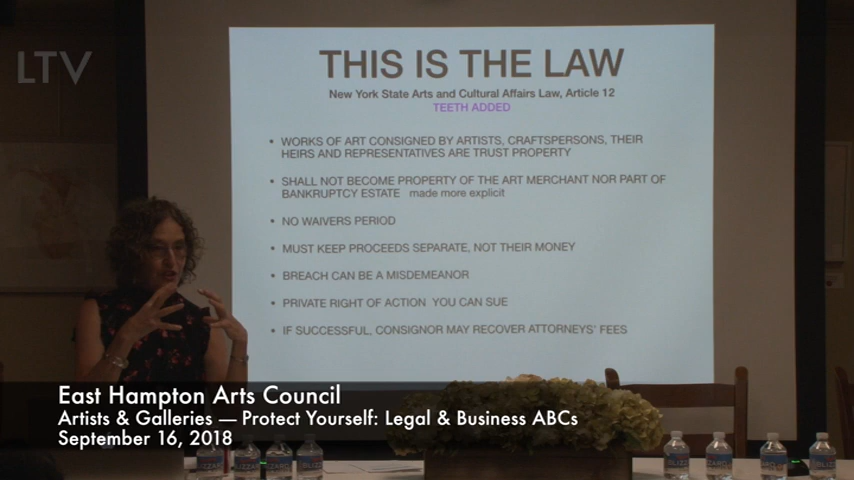 LTV
THIS IS THE LAW
New York State Arts and Cultural Affairs Law, Article 12
TEETH ADDED
• WORKS OF ART CONSIGNED BY ARTISTS, CRAFTSPERSONS, THEIR
HEIRS AND REPRESENTATIVES ARE TRUST PROPERTY
• SHALL NOT BECOME PROPERTY OF THE ART MERCHANT NOR PART OF
BANKRUPTCY ESTATE made more explicit
• NO WAIVERS PERIOD
• MUST KEEP PROCEEDS SEPARATE, NOT THEIR MONEY
• BREACH CAN BE A MISDEMEANOR
• PRIVATE RIGHT OF ACTION YOU CAN SUE
• IF SUCCESSFUL, CONSIGNOR MAY RECOVER ATTORNEYS' FEES
East Hampton Arts Council
Artists & Galleries — Protect Yourself: Legal & Business ABCs
September 16, 2018